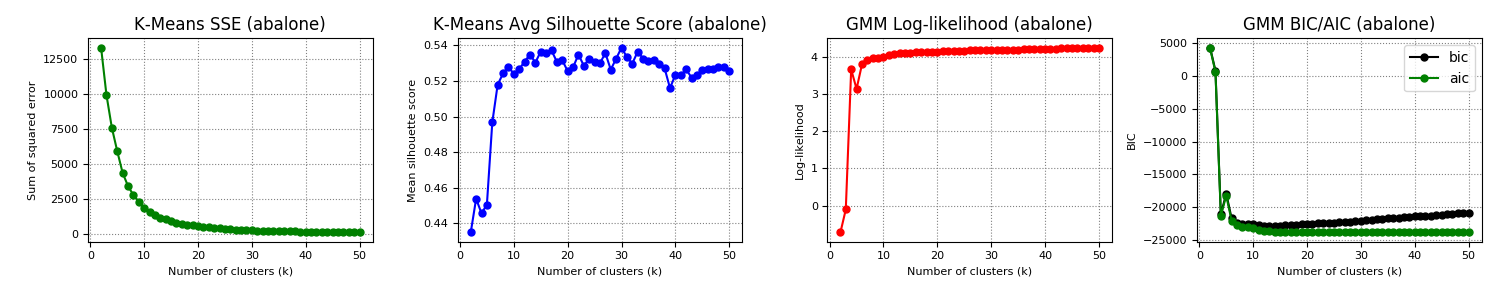 K-Means SSE (abalone)
Sum of squared error
12500
10000
7500
5000
2500
0
0 10 20 30 40 50
Number of clusters (k)
K-Means Avg Silhouette Score (abalone)
Mean silhouette score
0.54
0.52
0.50
0.48
0.46
0.44
0 10 20 30 40 50
Number of clusters (k)
GMM Log-likelihood (abalone)
Log-likelihood
4
3
2
1
0
0 10 20 30 40 50
Number of clusters (k)
GMM BIC/AIC (abalone)
BIC
5000
0
−5000
−10000
−15000
−20000
−25000
bic
aic
0 10 20 30 40 50
Number of clusters (k)